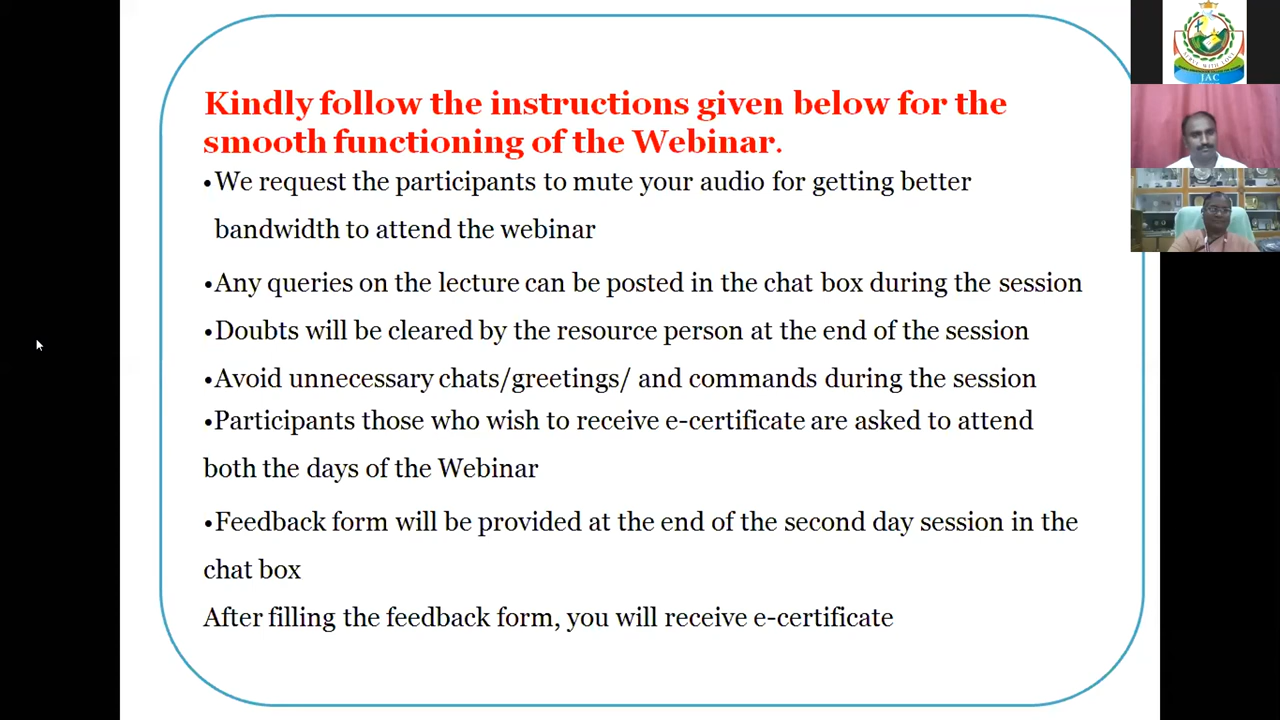 Kindly follow the instructions given below for the
smooth functioning of the Webinar.
•We request the participants to mute your audio for getting better
bandwidth to attend the webinar
•Any queries on the lecture can be posted in the chat box during the session
•Doubts will be cleared by the resource person at the end of the session
•Avoid unnecessary chats/greetings/ and commands during the session
•Participants those who wish to receive e-certificate are asked to attend
both the days of the Webinar
•Feedback form will be provided at the end of the second day session in the
chat box
After filling the feedback form, you will receive e-certificate
SERVE WITH LOVE
JAC